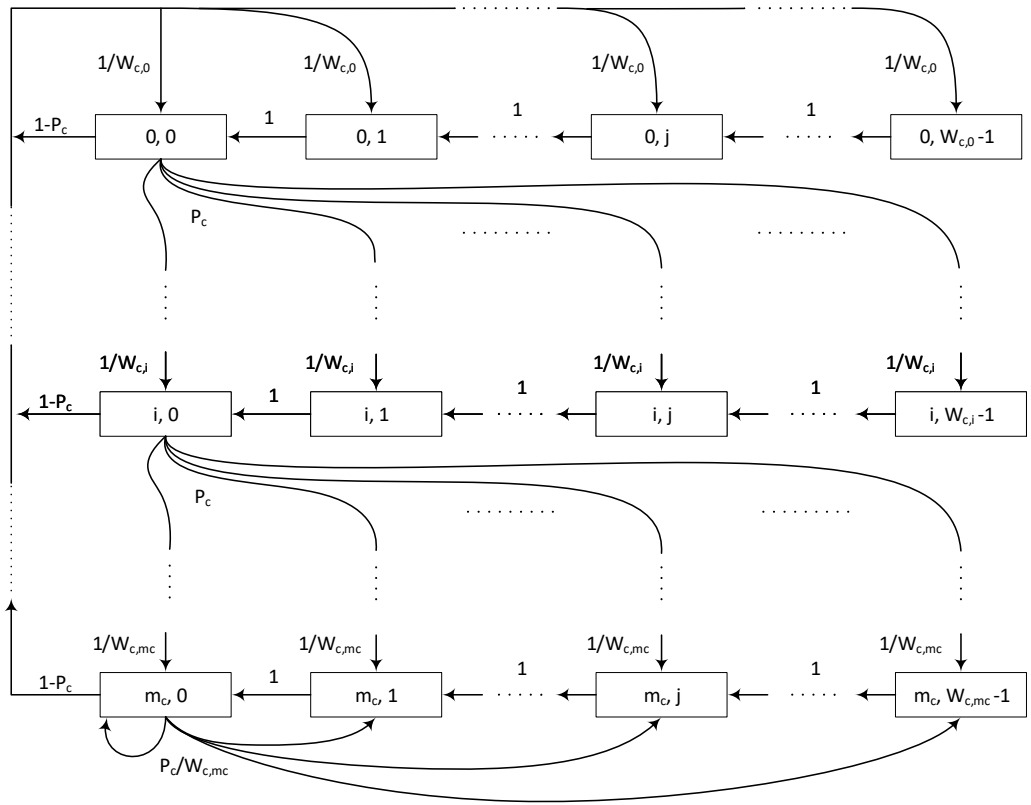 1/W_{c,0} 1/W_{c,0} 1/W_{c,0} 1/W_{c,0}
1-P_c 1 1 1
0, 0 0, 1 0, j 0, W_{c,0}-1
P_c
1/W_{c,i} 1/W_{c,i} 1/W_{c,i} 1/W_{c,i}
1-P_c 1 1 1
i, 0 i, 1 i, j i, W_{c,i}-1
P_c
1/W_{c,mc} 1/W_{c,mc} 1/W_{c,mc} 1/W_{c,mc}
1-P_c 1 1 1
m_c, 0 m_c, 1 m_c, j m_c, W_{c,mc}-1
P_c/W_{c,mc}